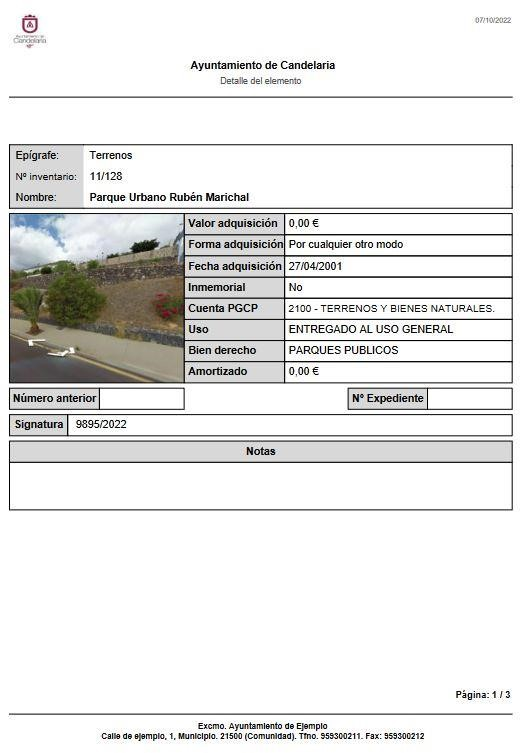 07/10/2022
Ayuntamiento de
Candelaria
Ayuntamiento de Candelaria
Detalle del elemento
Epígrafe: Terrenos
Nº inventario: 11/128
Nombre: Parque Urbano Rubén Marichal
Valor adquisición 0,00 €
Forma adquisición Por cualquier otro modo
Fecha adquisición 27/04/2001
Inmemorial No
Cuenta PGCP 2100 - TERRENOS Y BIENES NATURALES.
Uso ENTREGADO AL USO GENERAL
Bien derecho PARQUES PUBLICOS
Amortizado 0,00 €
Número anterior Nº Expediente
Signatura 9895/2022
Notas
Página: 1 / 3
Excmo. Ayuntamiento de Ejemplo
Calle de ejemplo, 1, Municipio. 21500 (Comunidad). Tfno. 959300211. Fax: 959300212